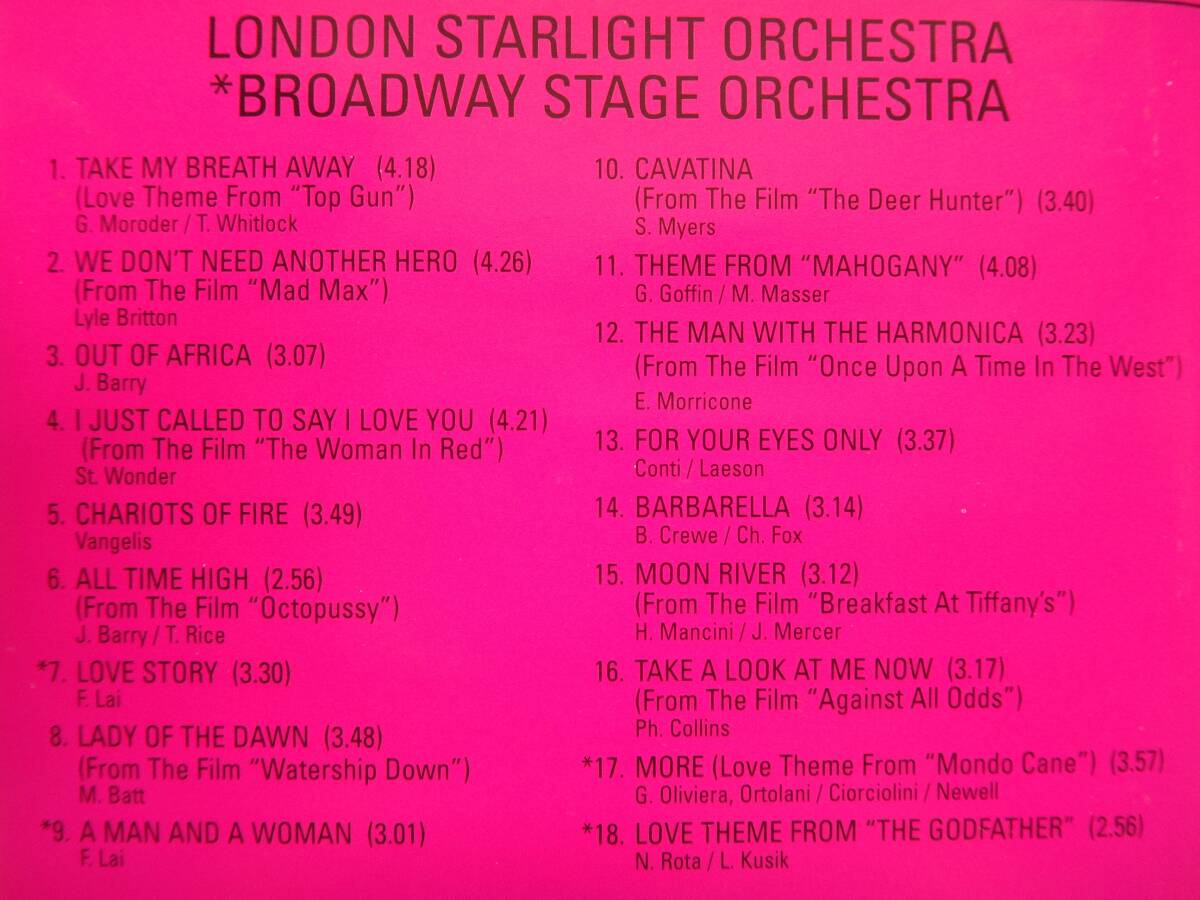 LONDON STARLIGHT ORCHESTRA
*BROADWAY STAGE ORCHESTRA
1. TAKE MY BREATH AWAY (4.18)
(Love Theme From “Top Gun”)
G. Moroder / T. Whitlock
2. WE DON'T NEED ANOTHER HERO (4.26)
(From The Film “Mad Max”)
Lyle Britton
3. OUT OF AFRICA (3.07)
J. Barry
4. I JUST CALLED TO SAY I LOVE YOU (4.21)
(From The Film “The Woman In Red”)
St. Wonder
5. CHARIOTS OF FIRE (3.49)
Vangelis
6. ALL TIME HIGH (2.56)
(From The Film “Octopussy”)
J. Barry / T. Rice
*7. LOVE STORY (3.30)
F. Lai
8. LADY OF THE DAWN (3.48)
(From The Film “Watership Down”)
M. Batt
*9. A MAN AND A WOMAN (3.01)
F. Lai
10. CAVATINA
(From The Film “The Deer Hunter”) (3.40)
S. Myers
11. THEME FROM “MAHOGANY” (4.08)
G. Goffin / M. Masser
12. THE MAN WITH THE HARMONICA (3.23)
(From The Film “Once Upon A Time In The West”)
E. Morricone
13. FOR YOUR EYES ONLY (3.37)
Conti / Laeson
14. BARBARELLA (3.14)
B. Crewe / Ch. Fox
15. MOON RIVER (3.12)
(From The Film “Breakfast At Tiffany's”)
H. Mancini / J. Mercer
16. TAKE A LOOK AT ME NOW (3.17)
(From The Film “Against All Odds”)
Ph. Collins
*17. MORE (Love Theme From “Mondo Cane”) (3.57)
G. Oliviera, Ortolani / Ciorciolini / Newell
*18. LOVE THEME FROM “THE GODFATHER” (2.56)
N. Rota / L. Kusik